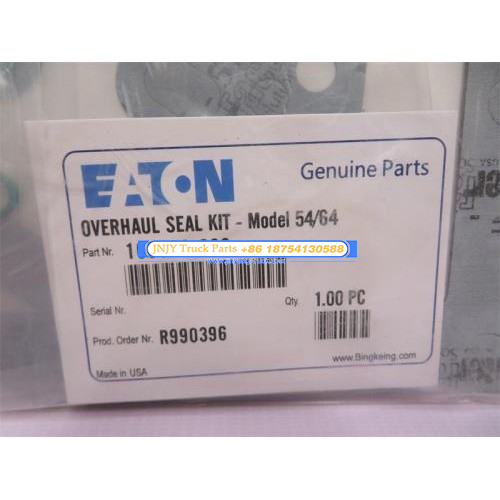 EATON
Genuine Parts
OVERHAUL SEAL KIT - Model 54/64
Part Nr.
JNJY Truck Parts +86 18754130588
Serial Nr.
Qty. 1.00 PC
Prod. Order Nr. R990396
Made in USA
www.Bingkeing.com